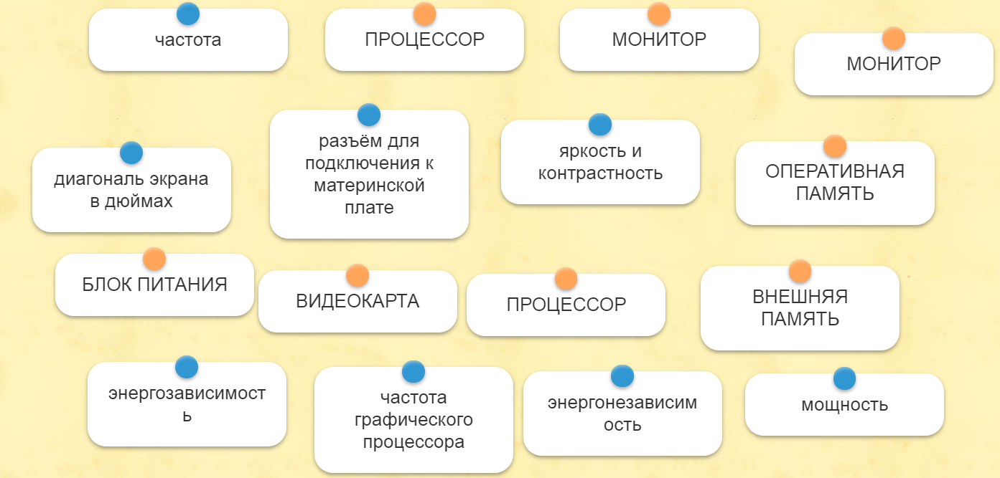 частота
ПРОЦЕССОР
МОНИТОР
МОНИТОР
диагональ экрана
в дюймах
разъём для
подключения к
материнской
плате
яркость и
контрастность
ОПЕРАТИВНАЯ
ПАМЯТЬ
БЛОК ПИТАНИЯ
ВИДЕОКАРТА
ПРОЦЕССОР
ВНЕШНЯЯ
ПАМЯТЬ
энергозависимост
ь
частота
графического
процессора
энергонезависим
ость
мощность